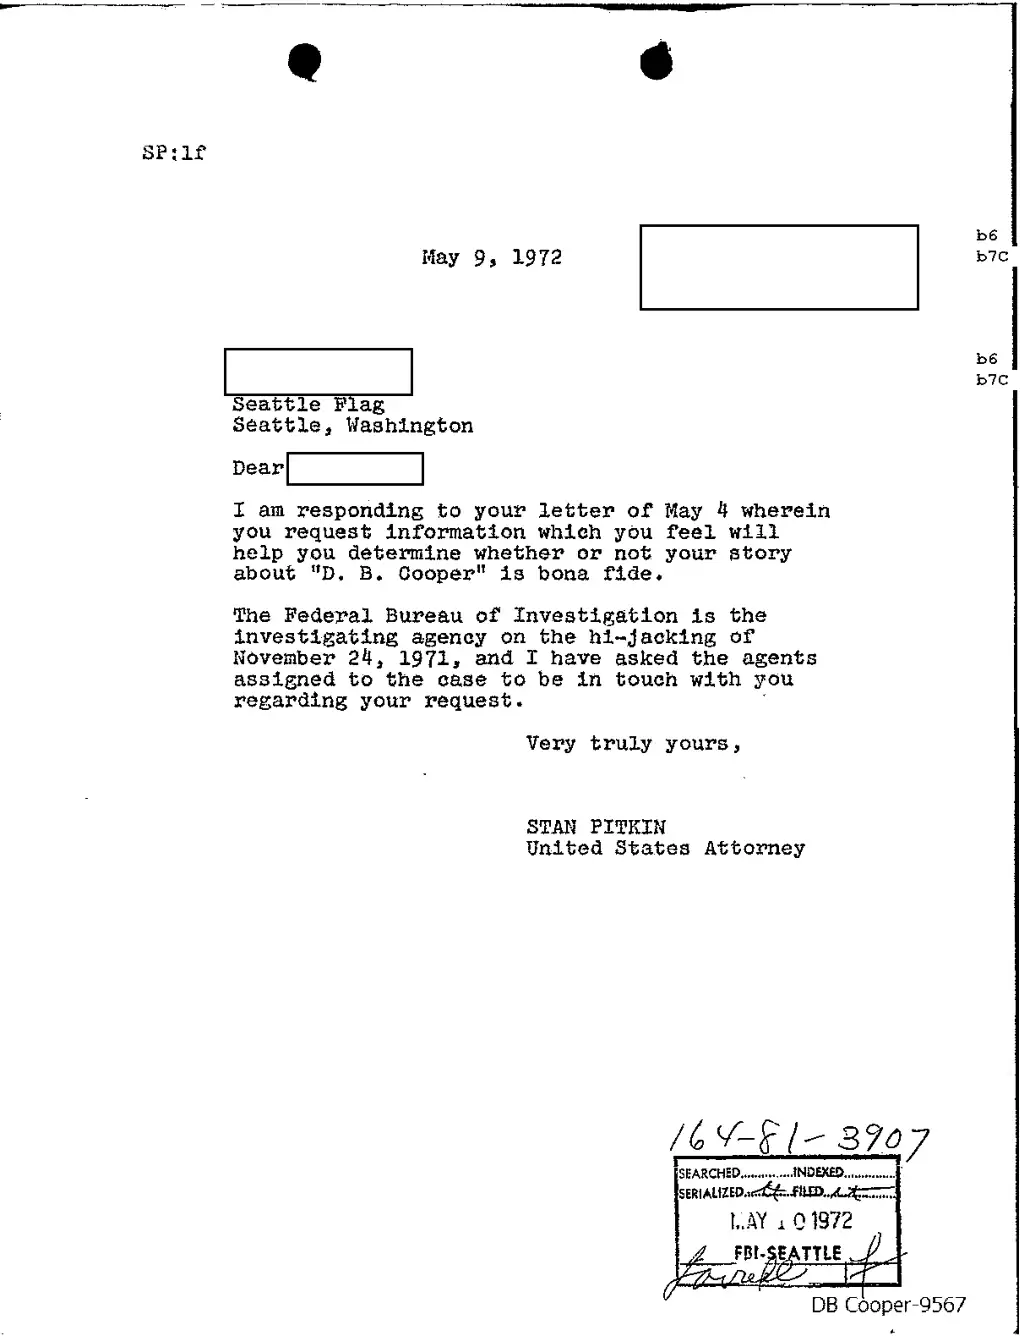 SP:lf
May 9, 1972
b6
b7C
b6
b7C
Seattle Flag
Seattle, Washington
Dear
I am responding to your letter of May 4 wherein
you request information which you feel will
help you determine whether or not your story
about "D. B. Cooper" is bona fide.
The Federal Bureau of Investigation is the
investigating agency on the hi-jacking of
November 24, 1971, and I have asked the agents
assigned to the case to be in touch with you
regarding your request.
Very truly yours,
STAN PITKIN
United States Attorney
164-81-3907
SEARCHED..............INDEXED..............
SERIALIZED FILED
MAY 10 1972
FBI-SEATTLE
DB Cooper-9567